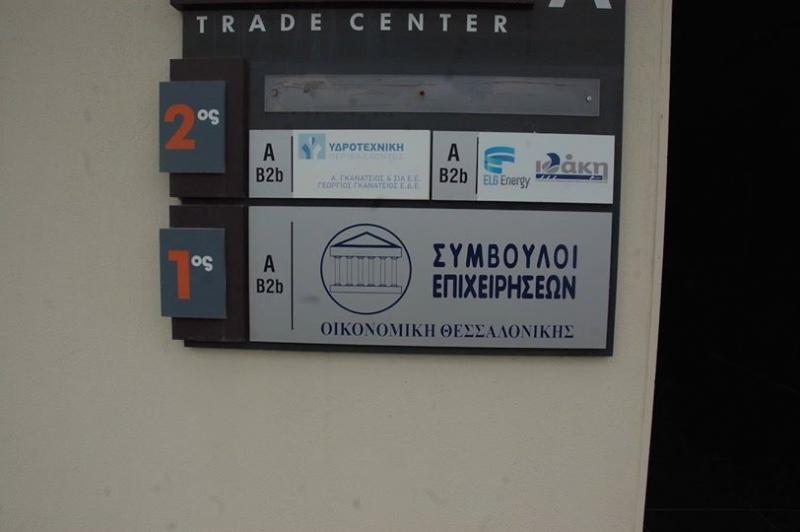 A
TRADE CENTER
2ος
A
B2b
ΥΔΡΟΤΕΧΝΙΚΗ
ΠΕΡΙΒΑΛΛΟΝΤΟΣ
Α. ΓΚΑΝΑΤΣΙΟΣ & ΣΙΑ Ε.Ε.
ΓΕΩΡΓΙΟΣ ΓΚΑΝΑΤΣΙΟΣ Ε.Δ.Ε.
A
B2b
ELG Energy
ιθάκη
1ος
A
B2b
ΣΥΜΒΟΥΛΟΙ
ΕΠΙΧΕΙΡΗΣΕΩΝ
ΟΙΚΟΝΟΜΙΚΗ ΘΕΣΣΑΛΟΝΙΚΗΣ